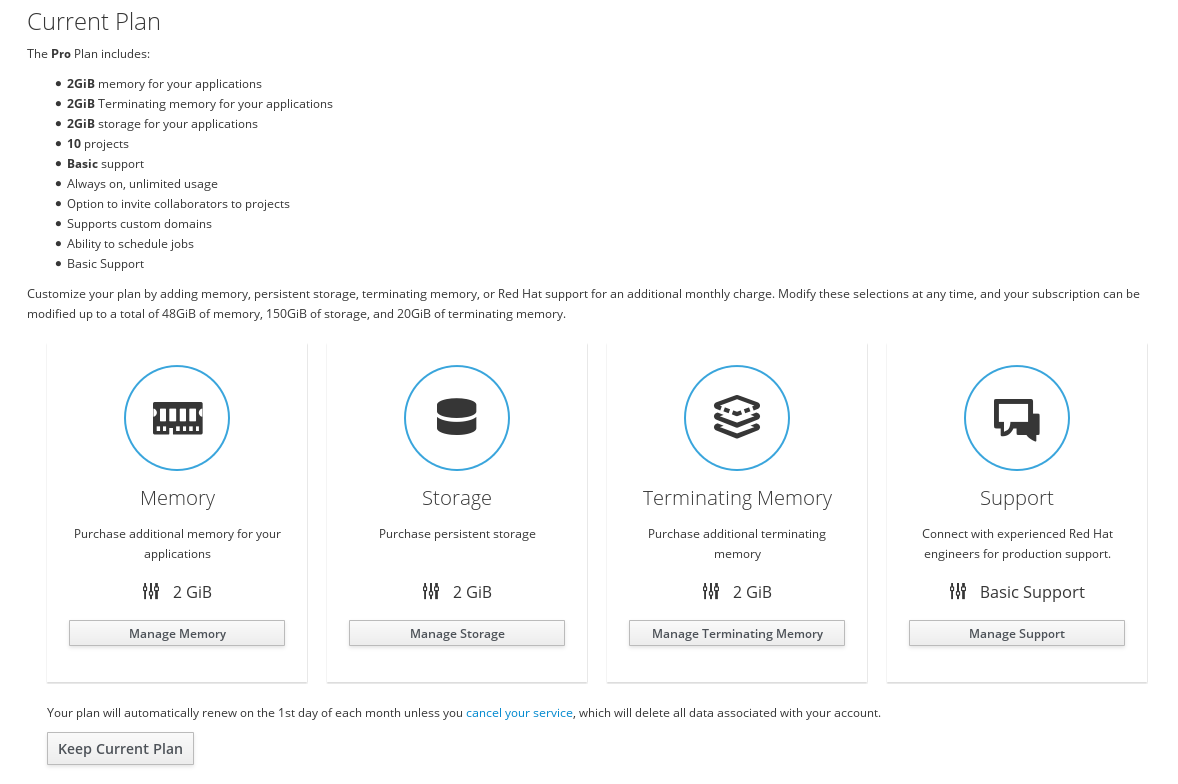 Current Plan
The Pro Plan includes:
2GiB memory for your applications
2GiB Terminating memory for your applications
2GiB storage for your applications
10 projects
Basic support
Always on, unlimited usage
Option to invite collaborators to projects
Supports custom domains
Ability to schedule jobs
Basic Support
Customize your plan by adding memory, persistent storage, terminating memory, or Red Hat support for an additional monthly charge. Modify these selections at any time, and your subscription can be
modified up to a total of 48GiB of memory, 150GiB of storage, and 20GiB of terminating memory.
Memory
Purchase additional memory for your
applications
2 GiB
Manage Memory
Storage
Purchase persistent storage
2 GiB
Manage Storage
Terminating Memory
Purchase additional terminating
memory
2 GiB
Manage Terminating Memory
Support
Connect with experienced Red Hat
engineers for production support.
Basic Support
Manage Support
Your plan will automatically renew on the 1st day of each month unless you cancel your service, which will delete all data associated with your account.
Keep Current Plan